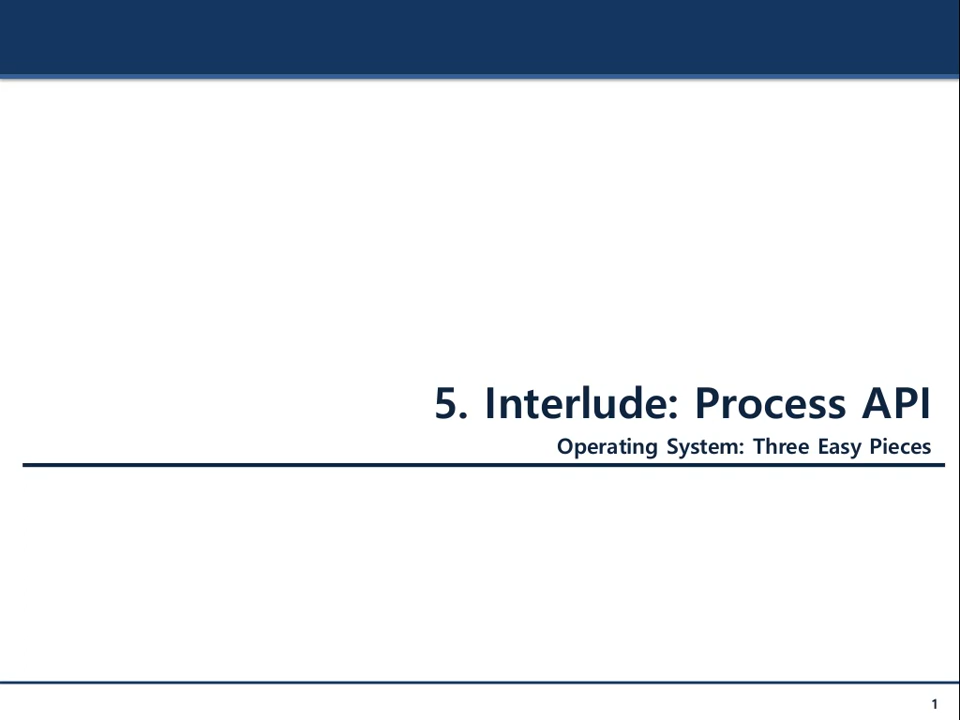 5. Interlude: Process API
Operating System: Three Easy Pieces
1